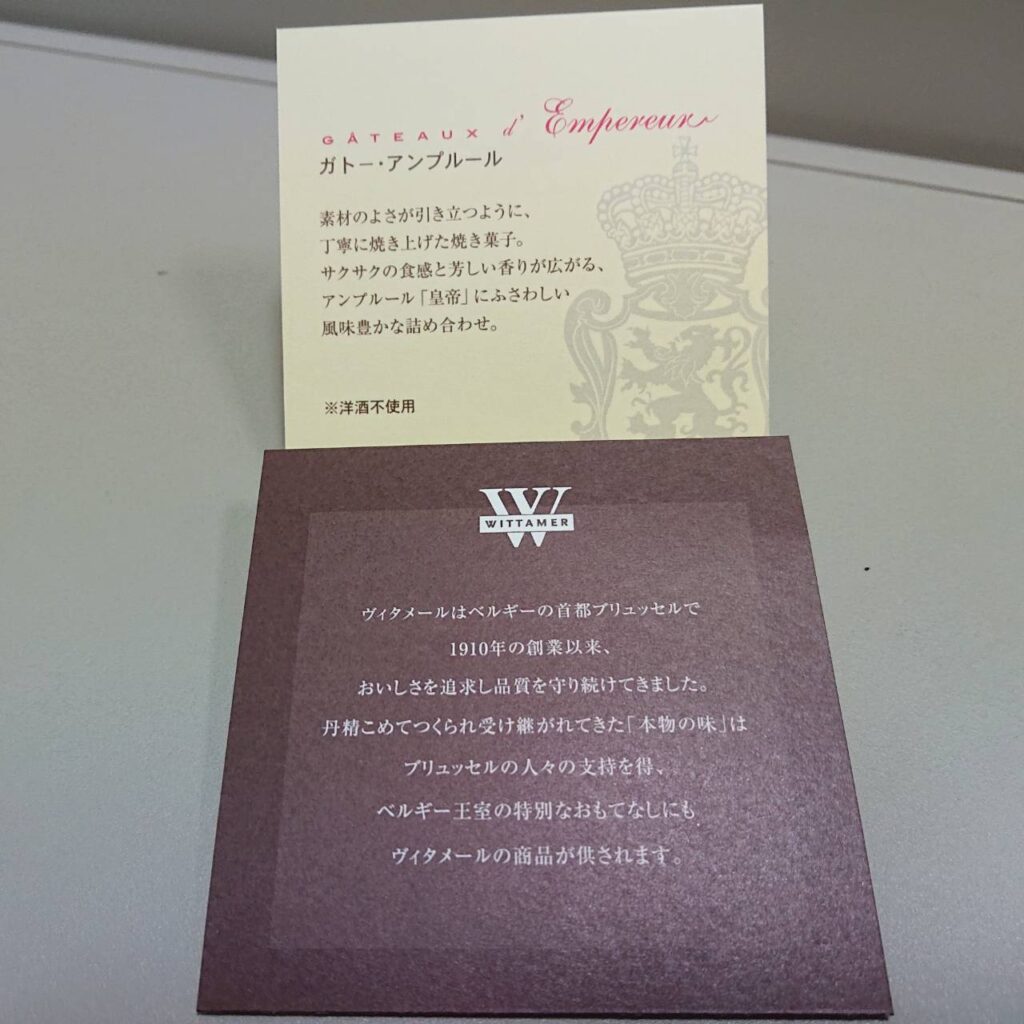 GÂTEAUX d' Empereur
ガトー・アンプルール
素材のよさが引き立つように、
丁寧に焼き上げた焼き菓子。
サクサクの食感と芳しい香りが広がる、
アンプルール「皇帝」にふさわしい
風味豊かな詰め合わせ。
※洋酒不使用
W
WITTAMER
ヴィタメールはベルギーの首都ブリュッセルで
1910年の創業以来、
おいしさを追求し品質を守り続けてきました。
丹精こめてつくられ受け継がれてきた「本物の味」は
ブリュッセルの人々の支持を得、
ベルギー王室の特別なおもてなしにも
ヴィタメールの商品が供されます。